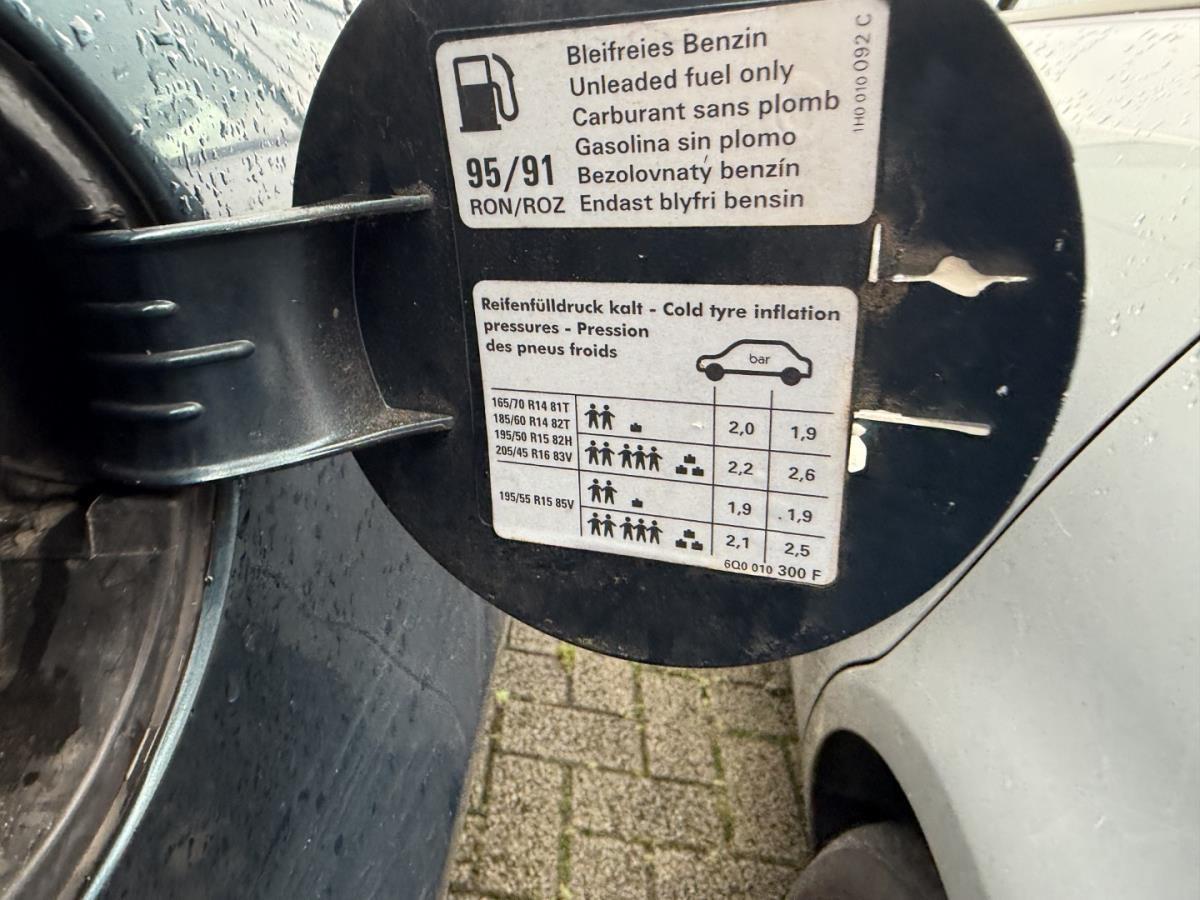 Bleifreies Benzin
Unleaded fuel only
Carburant sans plomb
Gasolina sin plomo
95/91 Bezolovnatý benzín
RON/ROZ Endast blyfri bensin
1H0 010 092 C
Reifenfülldruck kalt - Cold tyre inflation
pressures - Pression
des pneus froids
bar
165/70 R14 81T
185/60 R14 82T
195/50 R15 82H
205/45 R16 83V
2,0 1,9
2,2 2,6
195/55 R15 85V
1,9 1,9
2,1 2,5
6Q0 010 300 F